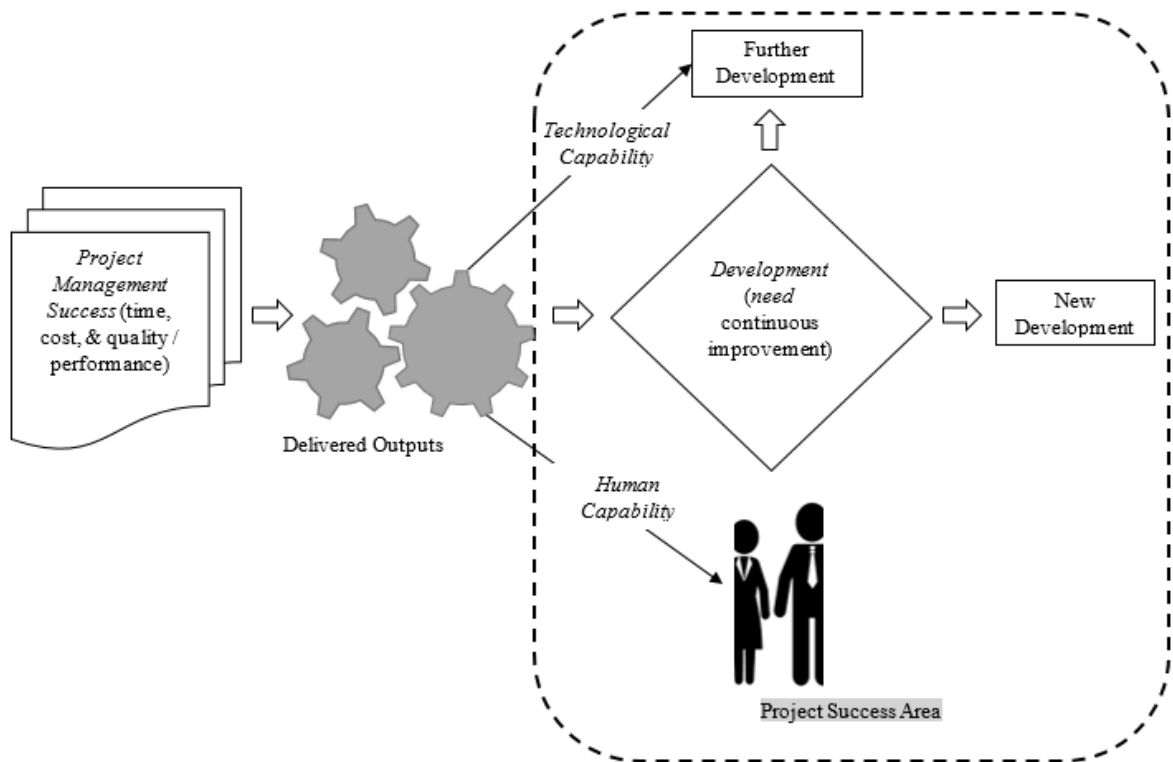 Further
Development
Technological
Capability
Project
Management
Success (time,
cost, & quality /
performance)
Delivered Outputs
Development
(need
continuous
improvement)
New
Development
Human
Capability
Project Success Area